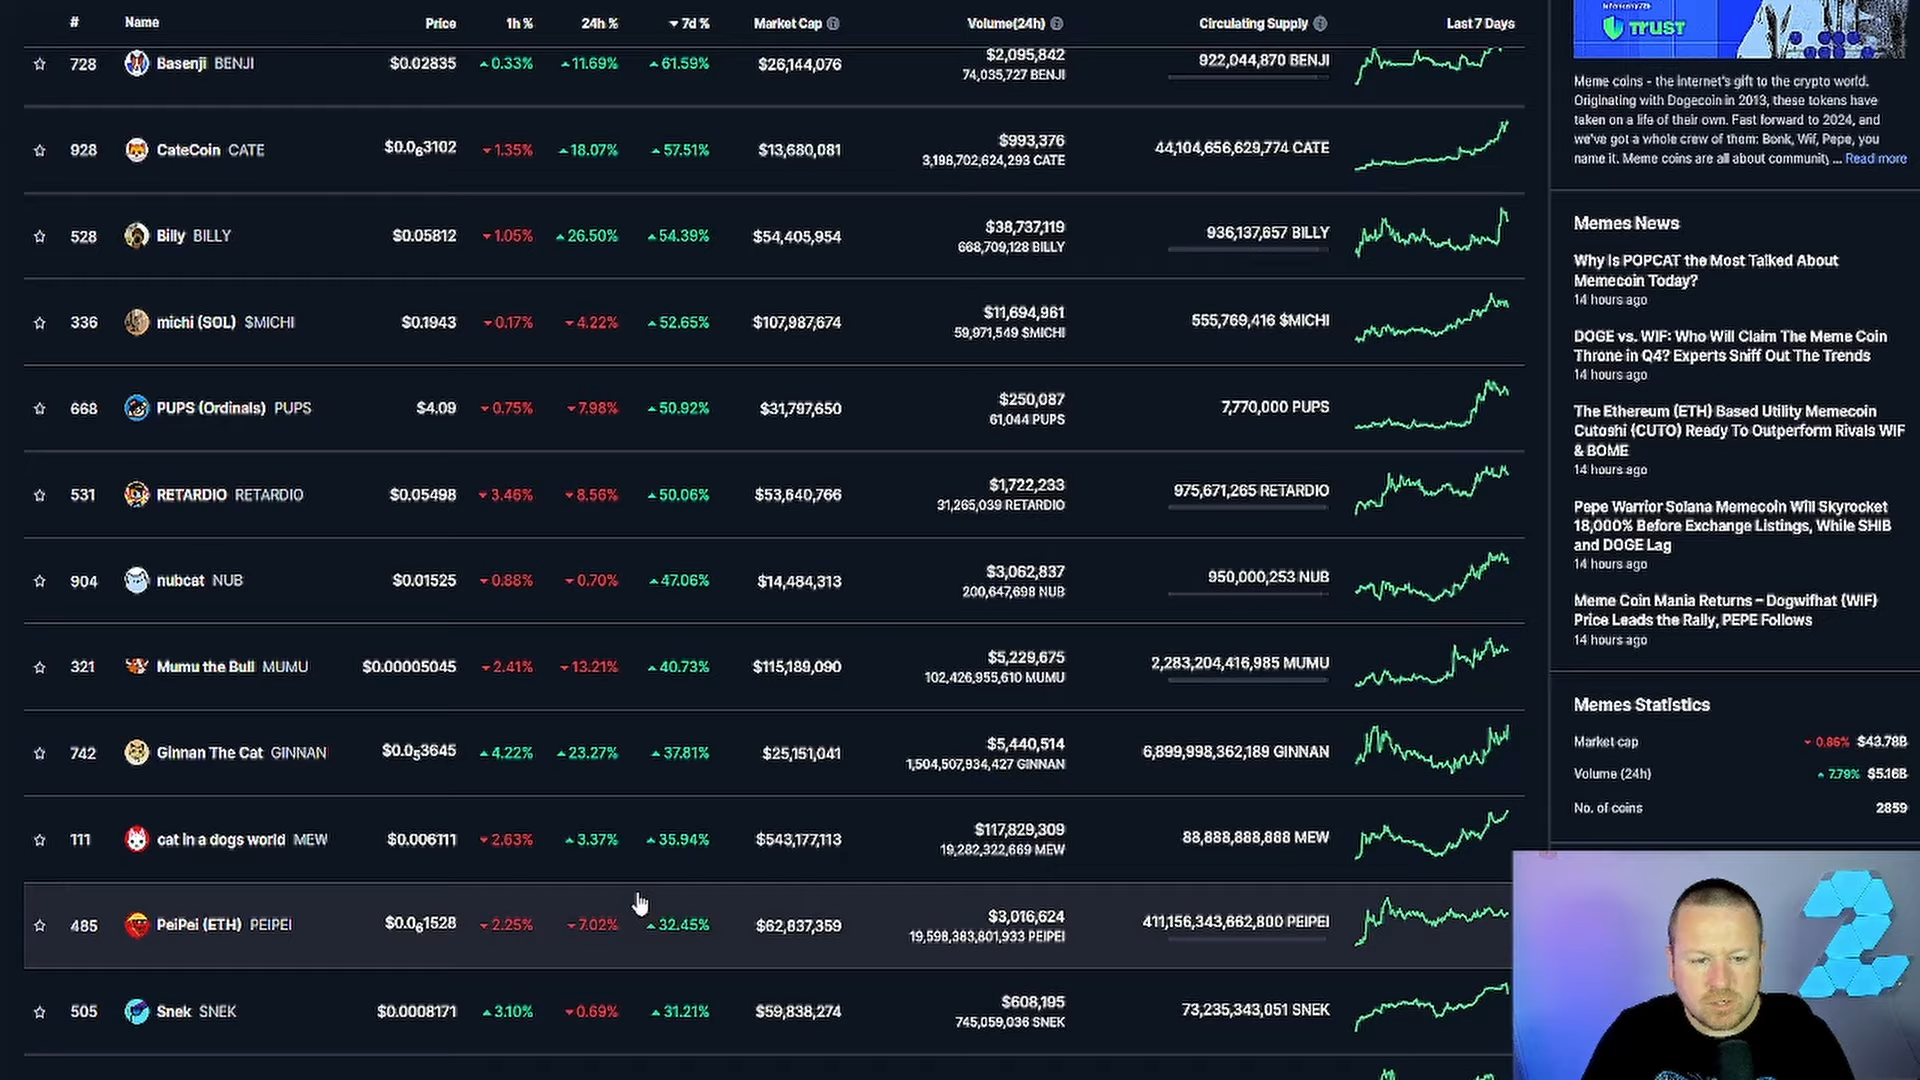 # Name Price 1h % 24h % 7d % Market Cap Volume(24h) Circulating Supply Last 7 Days
728 Basenji BENJI $0.02835 0.33% 11.69% 61.59% $26,144,076 $2,095,842 922,044,870 BENJI
74,035,727 BENJI
928 CateCoin CATE $0.0₆3102 1.35% 18.07% 57.51% $13,680,081 $993,376 44,104,656,629,774 CATE
3,198,702,624,293 CATE
528 Billy BILLY $0.05812 1.05% 26.50% 54.39% $54,405,954 $38,737,119 936,137,657 BILLY
668,709,128 BILLY
336 michi (SOL) $MICHI $0.1943 0.17% 4.22% 52.65% $107,987,674 $11,694,961 555,769,416 $MICHI
59,971,549 $MICHI
668 PUPS (Ordinals) PUPS $4.09 0.75% 7.98% 50.92% $31,797,650 $250,087 7,770,000 PUPS
61,044 PUPS
531 RETARDIO RETARDIO $0.05498 3.46% 8.56% 50.06% $53,640,766 $1,722,233 975,671,265 RETARDIO
31,265,039 RETARDIO
904 nubcat NUB $0.01525 0.88% 0.70% 47.06% $14,484,313 $3,062,837 950,000,253 NUB
200,647,698 NUB
321 Mumu the Bull MUMU $0.00005045 2.41% 13.21% 40.73% $115,189,090 $5,229,675 2,283,204,416,985 MUMU
102,426,955,610 MUMU
742 Ginnan The Cat GINNAN $0.0₅3645 4.22% 23.27% 37.81% $25,151,041 $5,440,514 6,899,998,362,189 GINNAN
1,504,507,934,427 GINNAN
111 cat in a dogs world MEW $0.006111 2.63% 3.37% 35.94% $543,177,113 $117,829,309 88,888,888,888 MEW
19,282,322,669 MEW
485 PeiPei (ETH) PEIPEI $0.0₆1528 2.25% 7.02% 32.45% $62,837,359 $3,016,624 411,156,343,662,800 PEIPEI
19,598,383,801,933 PEIPEI
505 Snek SNEK $0.0008171 3.10% 0.69% 31.21% $59,838,274 $608,195 73,235,343,051 SNEK
745,059,036 SNEK
TRUST
Meme coins - the internet's gift to the crypto world.
Originating with Dogecoin in 2013, these tokens have
taken on a life of their own. Fast forward to 2024, and
we've got a whole crew of them: Bonk, Wif, Pepe, you
name it. Meme coins are all about community ... Read more
Memes News
Why Is POPCAT the Most Talked About
Memecoin Today?
14 hours ago
DOGE vs. WIF: Who Will Claim The Meme Coin
Throne in Q4? Experts Sniff Out The Trends
14 hours ago
The Ethereum (ETH) Based Utility Memecoin
Cutoshi (CUTO) Ready To Outperform Rivals WIF
& BOME
14 hours ago
Pepe Warrior Solana Memecoin Will Skyrocket
18,000% Before Exchange Listings, While SHIB
and DOGE Lag
14 hours ago
Meme Coin Mania Returns – Dogwifhat (WIF)
Price Leads the Rally, PEPE Follows
14 hours ago
Memes Statistics
Market cap 0.86% $43.78B
Volume (24h) 7.79% $5.16B
No. of coins 2859
2